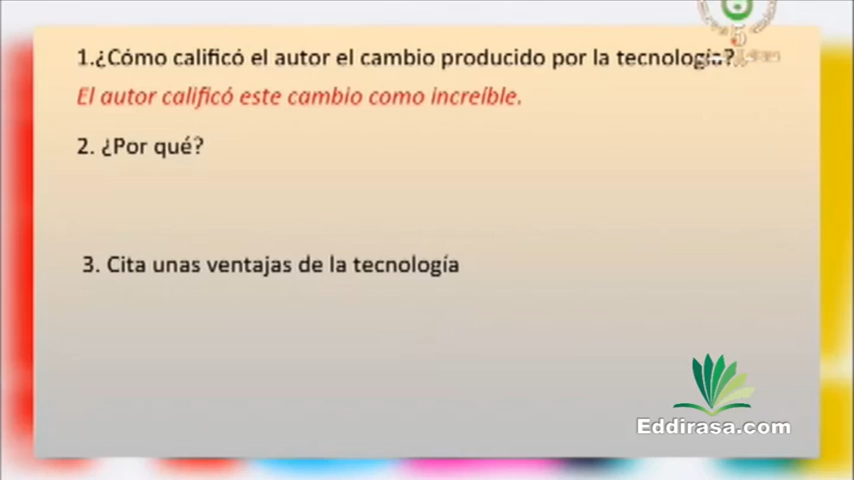 1.¿Cómo calificó el autor el cambio producido por la tecnología?
El autor calificó este cambio como increíble.
2. ¿Por qué?
3. Cita unas ventajas de la tecnología
Eddirasa.com